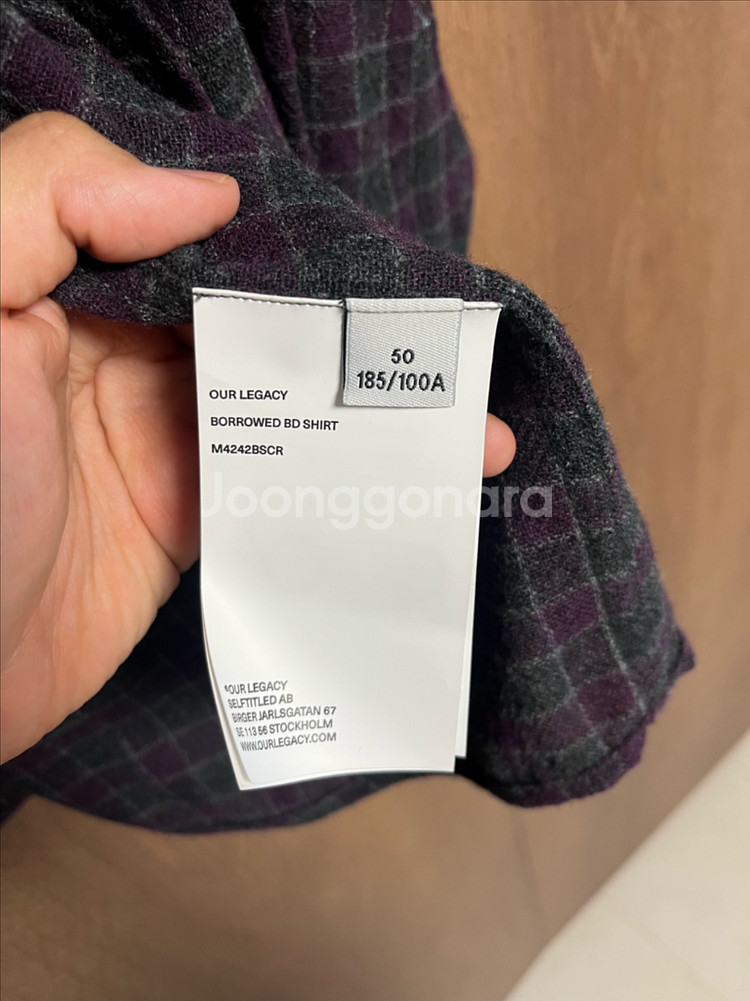 50
185/100A
OUR LEGACY
BORROWED BD SHIRT
M4242BSCR
Joonggonara
®OUR LEGACY
SELFTITLED AB
BIRGER JARLSGATAN 67
SE 113 56 STOCKHOLM
WWW.OURLEGACY.COM